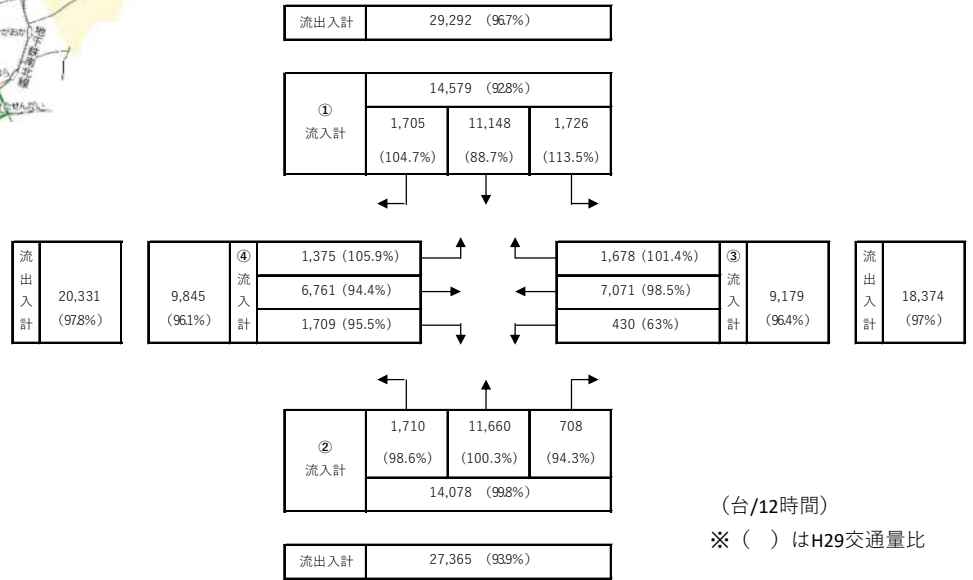 流出入計 29,292 (96.7%)
① 流入計
14,579 (92.8%)
1,705 11,148 1,726
(104.7%) (88.7%) (113.5%)
流出入計 20,331 (97.8%)
9,845 (96.1%) ④ 流入計
1,375 (105.9%)
6,761 (94.4%)
1,709 (95.5%)
1,678 (101.4%)
7,071 (98.5%)
430 (63%)
③ 流入計 9,179 (96.4%)
流出入計 18,374 (97%)
② 流入計
1,710 11,660 708
(98.6%) (100.3%) (94.3%)
14,078 (99.8%)
流出入計 27,365 (93.9%)
(台/12時間)
※ ( ) はH29交通量比